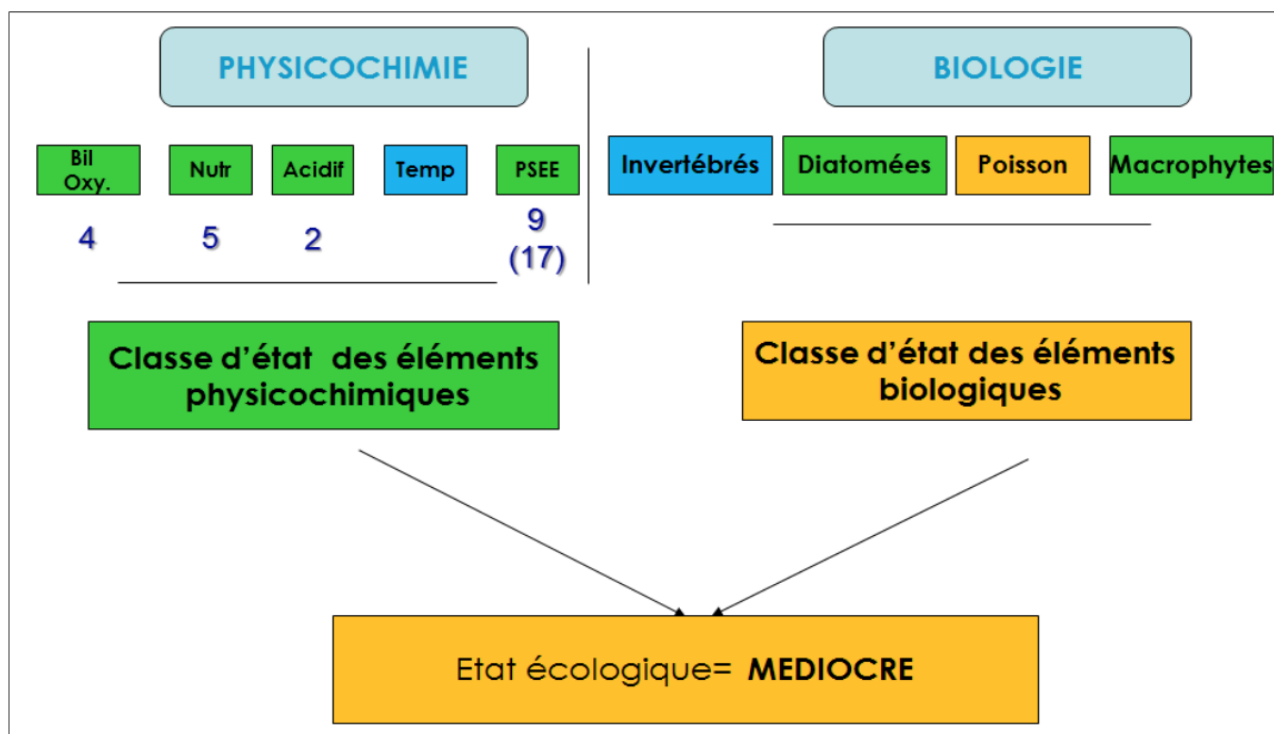 PHYSICOCHIMIE
BIOLOGIE
Bil
Oxy.
Nutr
Acidif
Temp
PSEE
Invertébrés
Diatomées
Poisson
Macrophytes
4
5
2
9
(17)
Classe d'état des éléments
physicochimiques
Classe d'état des éléments
biologiques
Etat écologique= MEDIOCRE